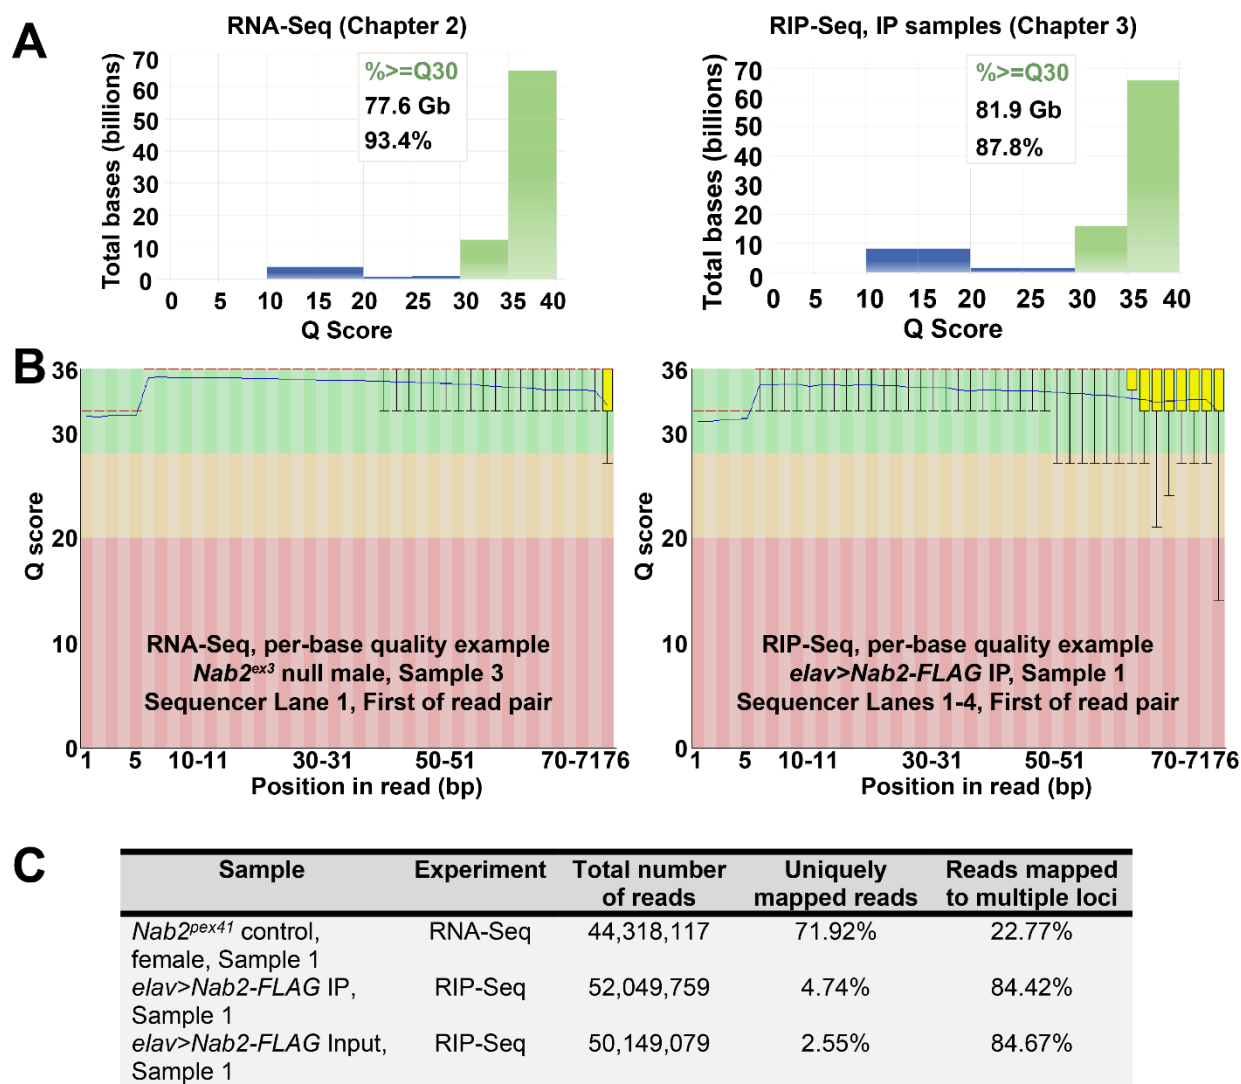 A
RNA-Seq (Chapter 2)
Total bases (billions)
70
60
50
40
30
20
10
0
%>=Q30
77.6 Gb
93.4%
0 5 10 15 20 25 30 35 40
Q Score
RIP-Seq, IP samples (Chapter 3)
Total bases (billions)
70
60
50
40
30
20
10
0
%>=Q30
81.9 Gb
87.8%
0 5 10 15 20 25 30 35 40
Q Score
B
Q score
36
30
20
10
0
RNA-Seq, per-base quality example
Nab2ex3 null male, Sample 3
Sequencer Lane 1, First of read pair
1 5 10-11 30-31 50-51 70-71 76
Position in read (bp)
Q score
36
30
20
10
0
RIP-Seq, per-base quality example
elav>Nab2-FLAG IP, Sample 1
Sequencer Lanes 1-4, First of read pair
1 5 10-11 30-31 50-51 70-71 76
Position in read (bp)
C
Sample Experiment Total number of reads Uniquely mapped reads Reads mapped to multiple loci
Nab2pex41 control, RNA-Seq 44,318,117 71.92% 22.77%
female, Sample 1
elav>Nab2-FLAG IP, RIP-Seq 52,049,759 4.74% 84.42%
Sample 1
elav>Nab2-FLAG Input, RIP-Seq 50,149,079 2.55% 84.67%
Sample 1